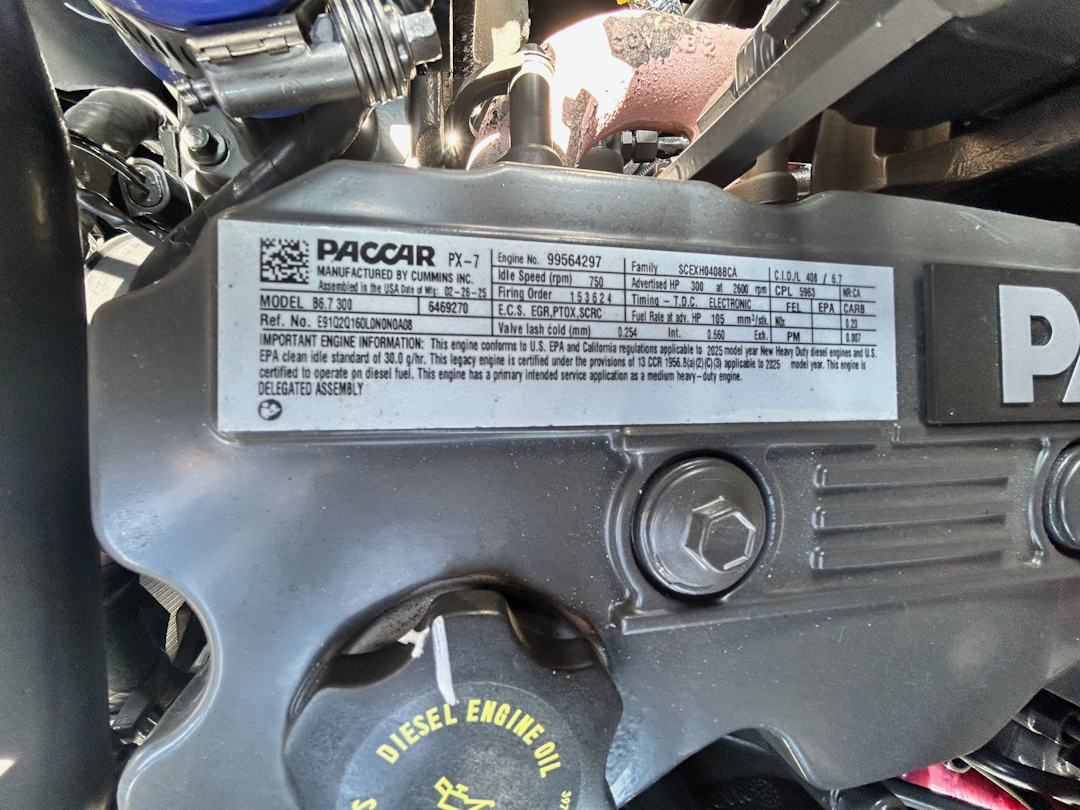 PACCAR PX-7
MANUFACTURED BY CUMMINS INC.
Assembled in the USA Date of Mfg: 02-26-25
MODEL B6.7 300 6469270
Ref. No. E91Q2Q160L0N0N0A08
Engine No. 99564297
Idle Speed (rpm) 750
Firing Order 153624
E.C.S. EGR,PTOX,SCRC
Valve lash cold (mm) 0.254 Int. 0.660 Exh.
Family SCEXH0408BCA
Advertised HP 300 at 2600 rpm
Timing - T.D.C. ELECTRONIC
Fuel Rate at adv. HP 105 mm³/stk.
C.I.D./L 408 / 6.7
CPL 5963 NR:CA
FEL EPA CARB
NOx 0.20
PM 0.007
IMPORTANT ENGINE INFORMATION: This engine conforms to U.S. EPA and California regulations applicable to 2025 model year New Heavy Duty diesel engines and U.S.
EPA clean idle standard of 30.0 g/hr. This legacy engine is certified under the provisions of 13 CCR 1956.8(a)(2)(C)(3) applicable to 2025 model year. This engine is
certified to operate on diesel fuel. This engine has a primary intended service application as a medium heavy-duty engine.
DELEGATED ASSEMBLY
PA
DIESEL ENGINE OIL